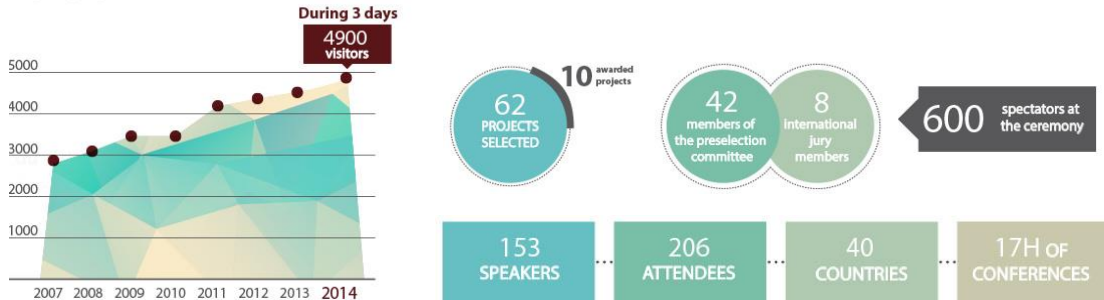 During 3 days
4900
visitors
5000
4000
3000
2000
1000
2007 2008 2009 2010 2011 2012 2013 2014
62
PROJECTS
SELECTED
10 awarded
projects
42
members of
the preselection
committee
8
international
jury
members
600 spectators at
the ceremony
153
SPEAKERS
206
ATTENDEES
40
COUNTRIES
17H OF
CONFERENCES